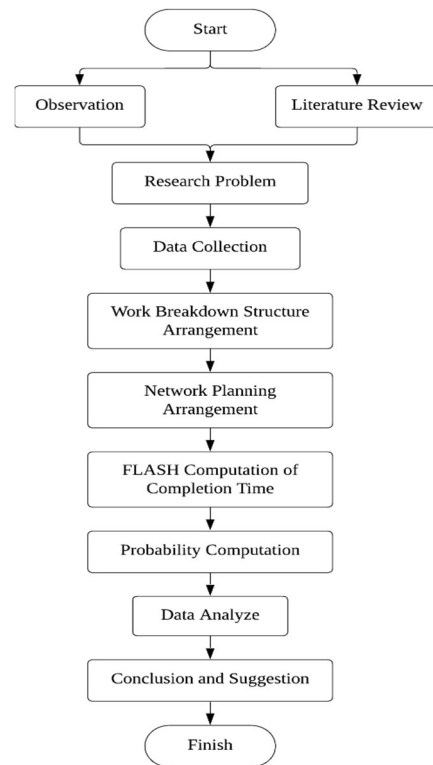 Start
Observation
Literature Review
Research Problem
Data Collection
Work Breakdown Structure
Arrangement
Network Planning
Arrangement
FLASH Computation of
Completion Time
Probability Computation
Data Analyze
Conclusion and Suggestion
Finish